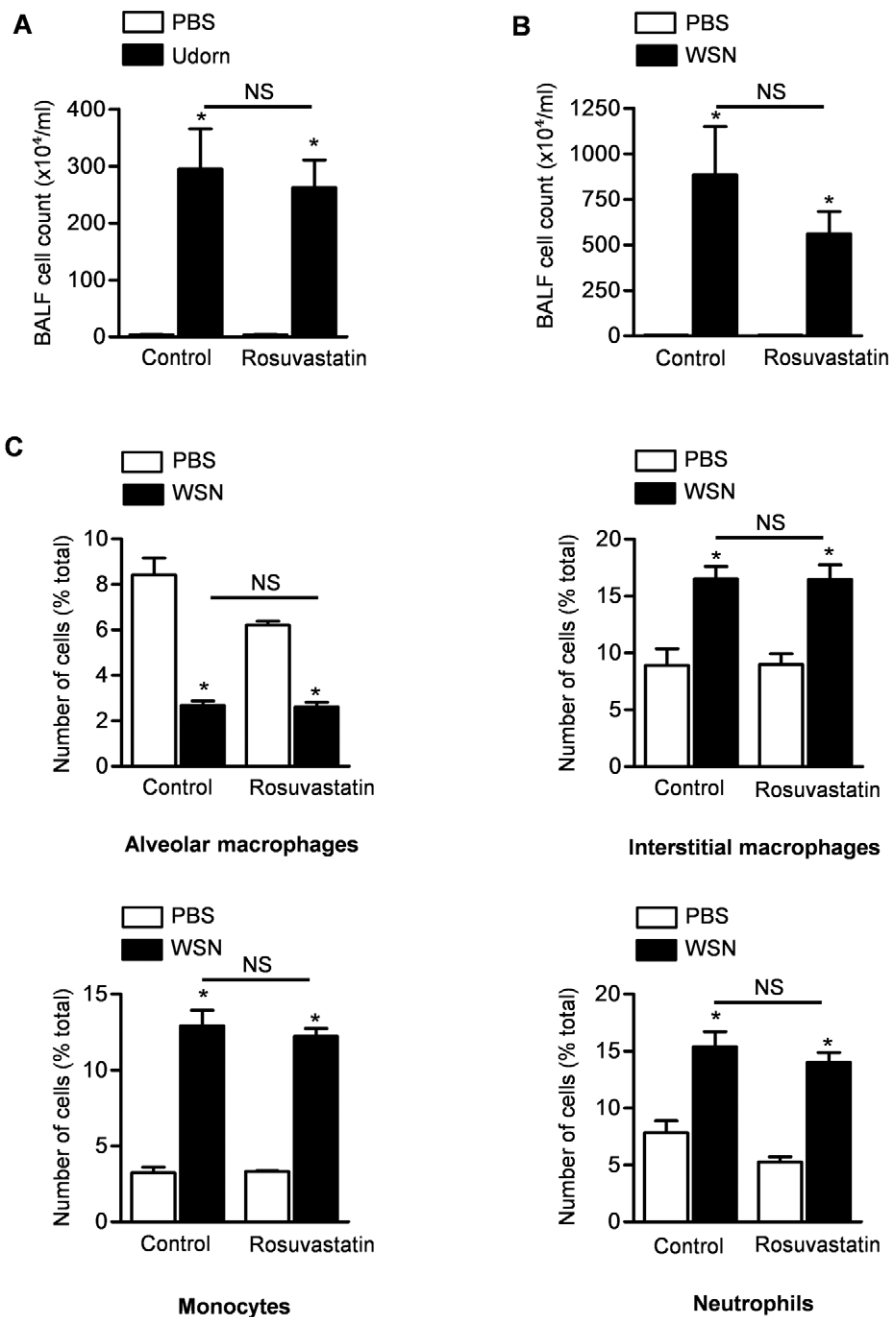 A
PBS
Udorn
NS
*
*
BALF cell count (x10⁴/ml)
400
300
200
100
0
Control
Rosuvastatin
B
PBS
WSN
NS
*
*
BALF cell count (x10⁴/ml)
1250
1000
750
500
250
0
Control
Rosuvastatin
C
PBS
WSN
NS
*
*
Number of cells (% total)
10
8
6
4
2
0
Control
Rosuvastatin
Alveolar macrophages
PBS
WSN
NS
*
*
Number of cells (% total)
20
15
10
5
0
Control
Rosuvastatin
Interstitial macrophages
PBS
WSN
NS
*
*
Number of cells (% total)
15
10
5
0
Control
Rosuvastatin
Monocytes
PBS
WSN
NS
*
*
Number of cells (% total)
20
15
10
5
0
Control
Rosuvastatin
Neutrophils